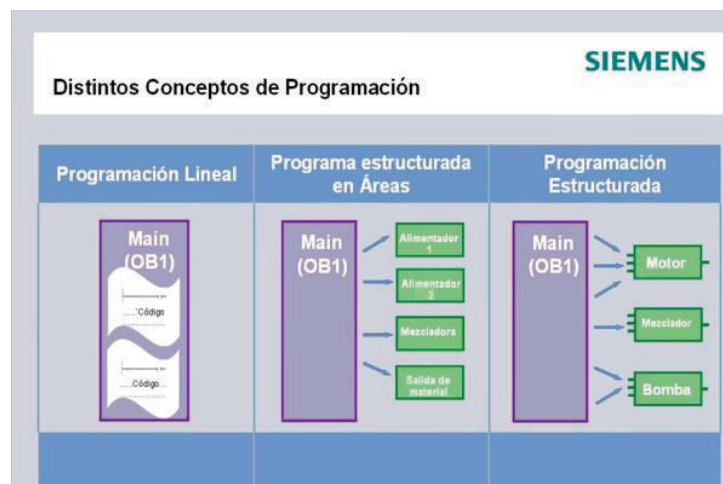 SIEMENS
Distintos Conceptos de Programación
Programación Lineal
Programa estructurada
en Áreas
Programación
Estructurada
Main
(OB1)
.....'Código
....Código...
Main
(OB1)
Alimentador
1
Alimentador
2
Mezcladora
Salida de
material
Main
(OB1)
Motor
Mezclador
Bomba